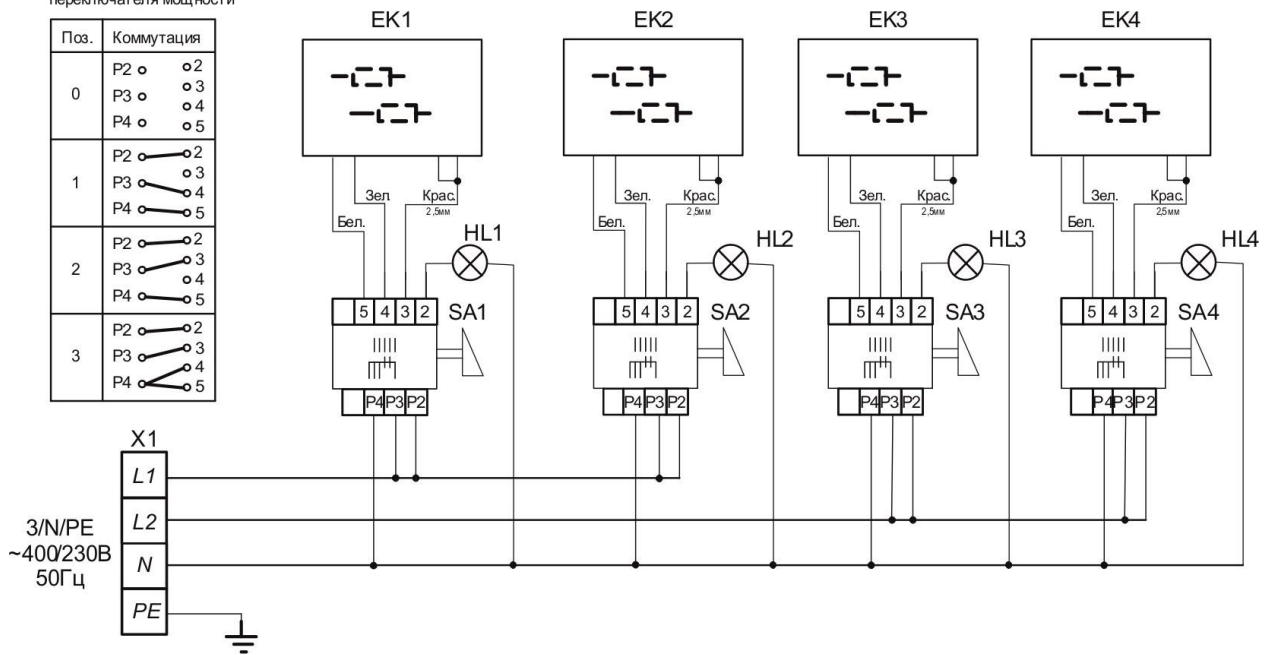 переключателя мощности
Поз. Коммутация
0
P2 2
3
P3
4
P4 5
1
P2 2
3
P3 4
P4 5
2
P2 2
P3 3
4
P4 5
3
P2 2
P3 3
4
P4 5
EK1 EK2 EK3 EK4
Зел. Крас. Зел. Крас. Зел. Крас. Зел. Крас.
2,5мм 2,5мм 2,5мм 2,5мм
Бел. Бел. Бел. Бел.
HL1 HL2 HL3 HL4
5 4 3 2 SA1 5 4 3 2 SA2 5 4 3 2 SA3 5 4 3 2 SA4
P4 P3 P2 P4 P3 P2 P4 P3 P2 P4 P3 P2
X1
L1
L2
N
PE
3/N/PE
~400/230В
50Гц